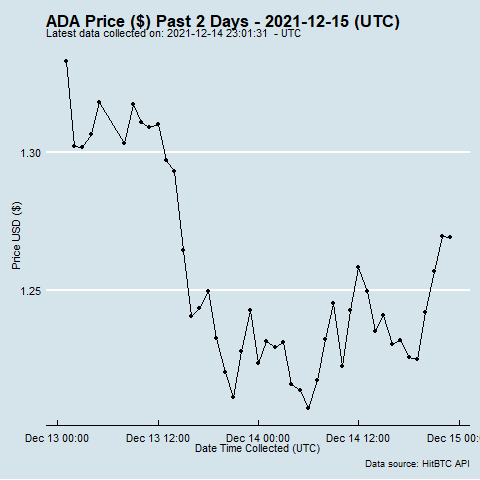 ADA Price ($) Past 2 Days - 2021-12-15 (UTC)
Latest data collected on: 2021-12-14 23:01:31 - UTC
Price USD ($)
1.30
1.25
Dec 13 00:00 Dec 13 12:00 Dec 14 00:00 Dec 14 12:00 Dec 15 00:
Date Time Collected (UTC)
Data source: HitBTC API